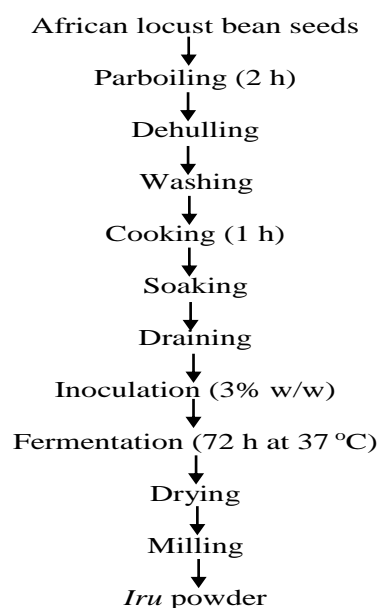 African locust bean seeds
Parboiling (2 h)
Dehulling
Washing
Cooking (1 h)
Soaking
Draining
Inoculation (3% w/w)
Fermentation (72 h at 37 ºC)
Drying
Milling
Iru powder